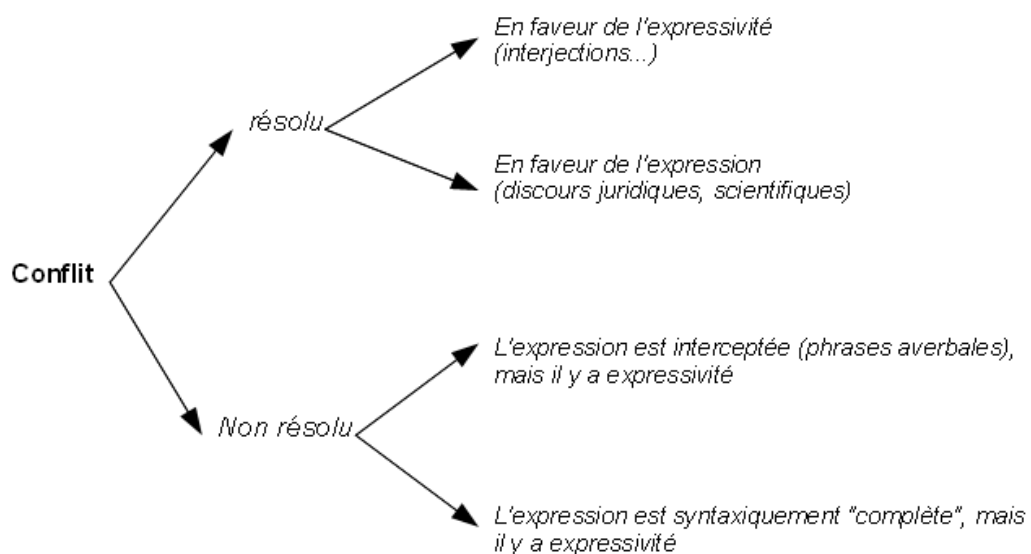 En faveur de l'expressivité
(interjections...)
résolu
En faveur de l'expression
(discours juridiques, scientifiques)
Conflit
L'expression est interceptée (phrases averbales),
mais il y a expressivité
Non résolu
L'expression est syntaxiquement "complète", mais
il y a expressivité